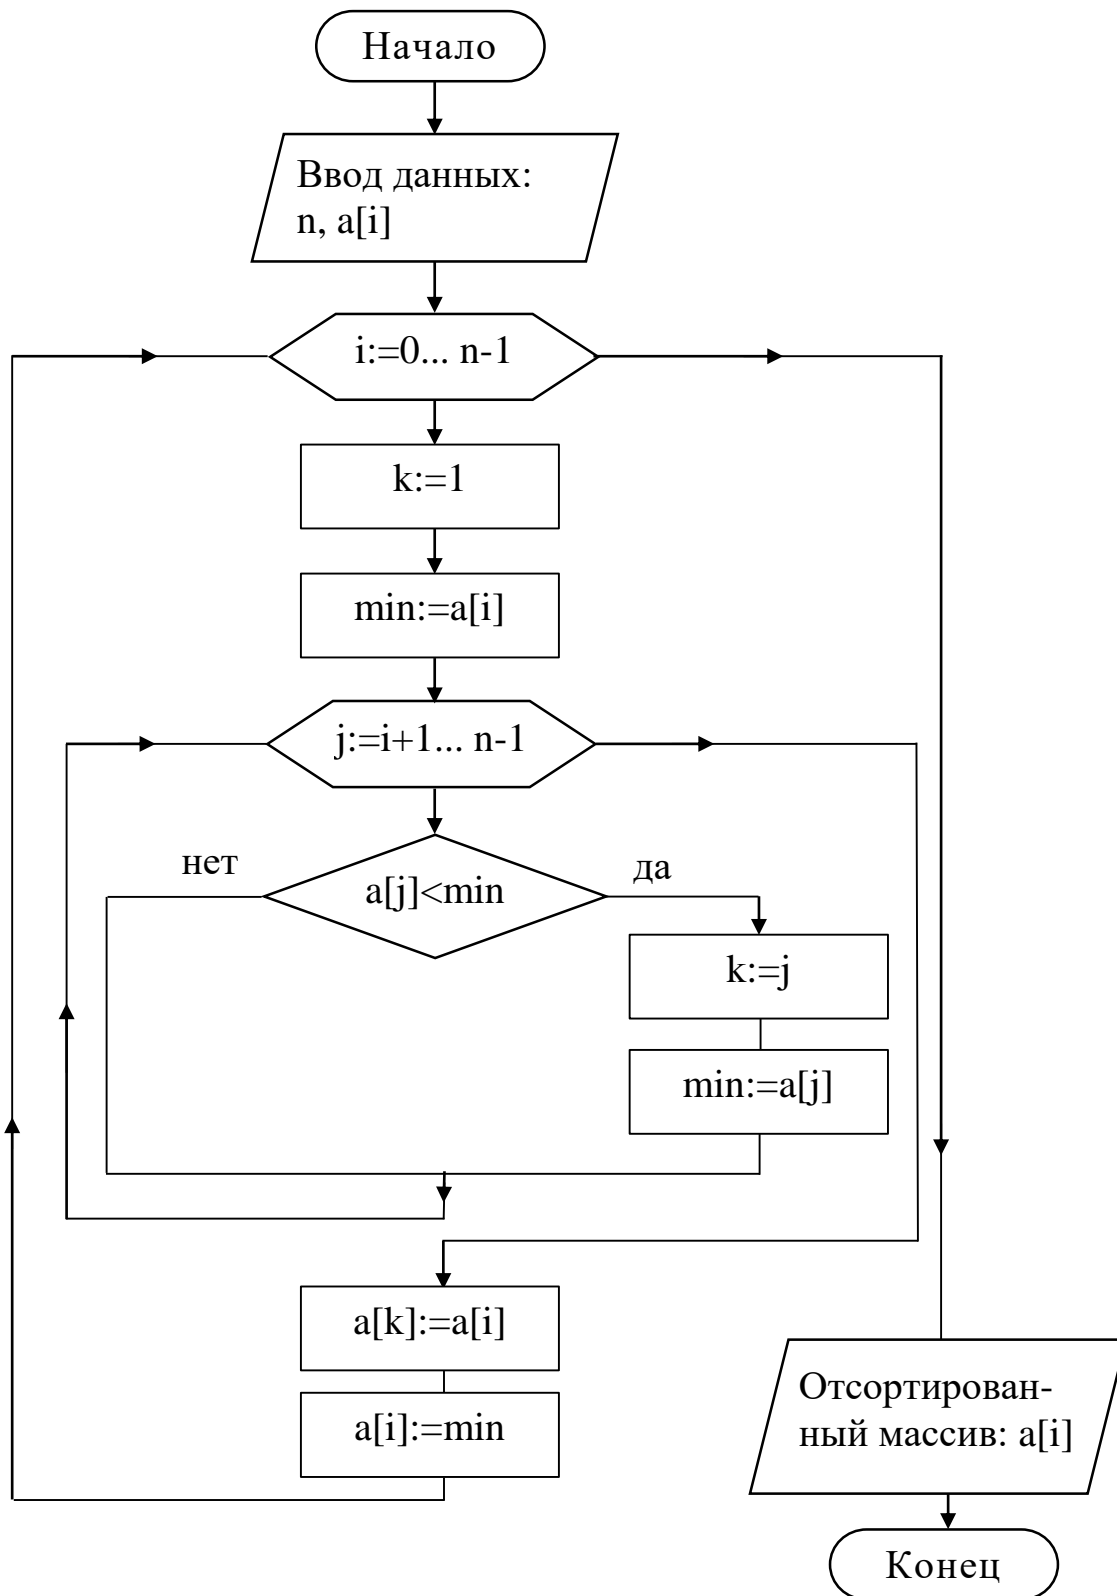 Начало
Ввод данных:
n, a[i]
i:=0... n-1
k:=1
min:=a[i]
j:=i+1... n-1
нет
да
a[j]<min
k:=j
min:=a[j]
a[k]:=a[i]
a[i]:=min
Отсортирован-
ный массив: a[i]
Конец